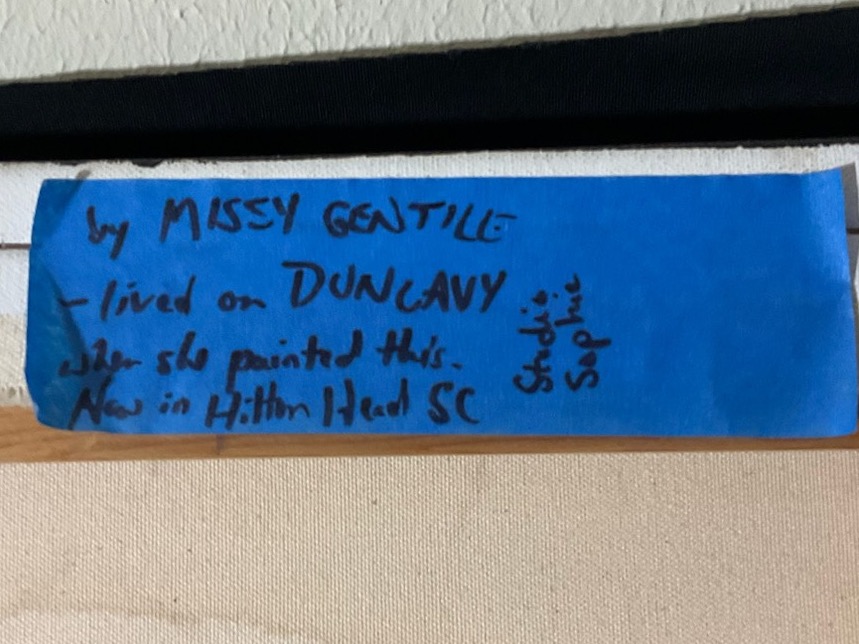 by MISSY GENTILE
- lived on DUNCAVY
when she painted this.
Now in Hilton Head SC
Studio
Sophie